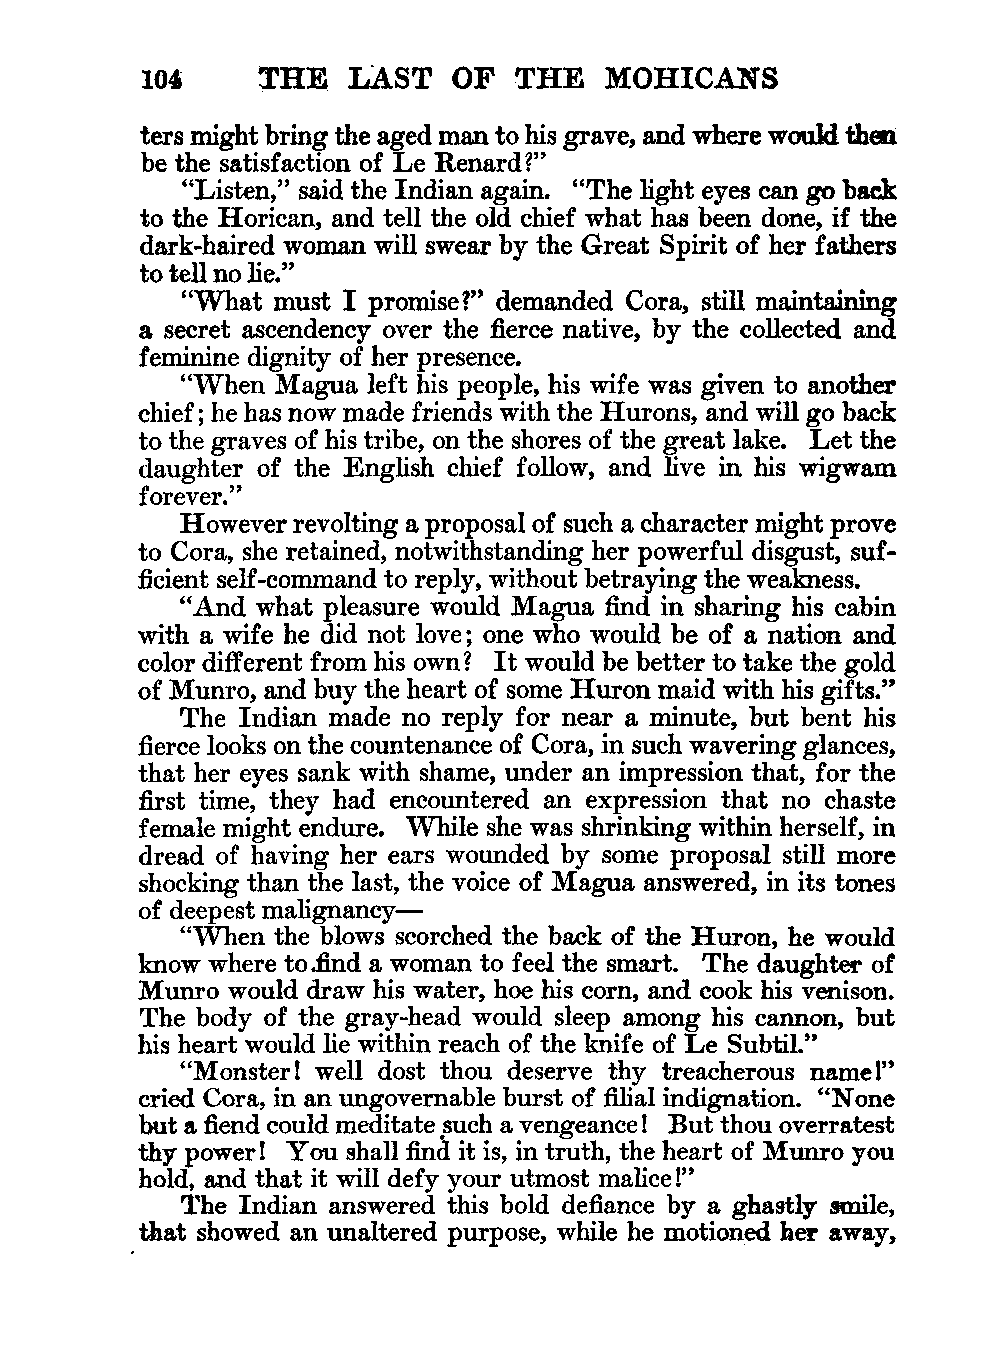 104 THE LAST OF THE MOHICANS
ters might bring the aged man to his grave, and where would then
be the satisfaction of Le Renard?”
“Listen,” said the Indian again. “The light eyes can go back
to the Horican, and tell the old chief what has been done, if the
dark-haired woman will swear by the Great Spirit of her fathers
to tell no lie.”
“What must I promise?” demanded Cora, still maintaining
a secret ascendency over the fierce native, by the collected and
feminine dignity of her presence.
“When Magua left his people, his wife was given to another
chief; he has now made friends with the Hurons, and will go back
to the graves of his tribe, on the shores of the great lake. Let the
daughter of the English chief follow, and live in his wigwam
forever.”
However revolting a proposal of such a character might prove
to Cora, she retained, notwithstanding her powerful disgust, suf-
ficient self-command to reply, without betraying the weakness.
“And what pleasure would Magua find in sharing his cabin
with a wife he did not love; one who would be of a nation and
color different from his own? It would be better to take the gold
of Munro, and buy the heart of some Huron maid with his gifts.”
The Indian made no reply for near a minute, but bent his
fierce looks on the countenance of Cora, in such wavering glances,
that her eyes sank with shame, under an impression that, for the
first time, they had encountered an expression that no chaste
female might endure. While she was shrinking within herself, in
dread of having her ears wounded by some proposal still more
shocking than the last, the voice of Magua answered, in its tones
of deepest malignancy—
“When the blows scorched the back of the Huron, he would
know where to find a woman to feel the smart. The daughter of
Munro would draw his water, hoe his corn, and cook his venison.
The body of the gray-head would sleep among his cannon, but
his heart would lie within reach of the knife of Le Subtil.”
“Monster! well dost thou deserve thy treacherous name!”
cried Cora, in an ungovernable burst of filial indignation. “None
but a fiend could meditate such a vengeance! But thou overratest
thy power! You shall find it is, in truth, the heart of Munro you
hold, and that it will defy your utmost malice!”
The Indian answered this bold defiance by a ghastly smile,
that showed an unaltered purpose, while he motioned her away,